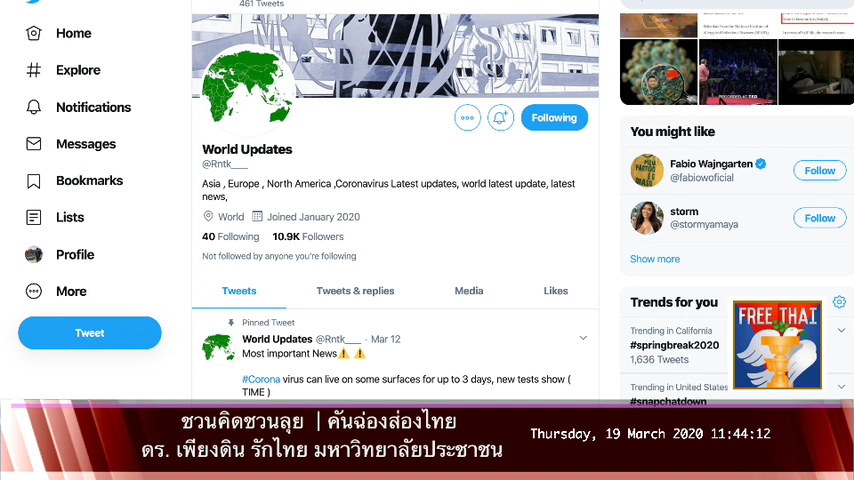 461 Tweets
Home
Explore
Notifications
Messages
Bookmarks
Lists
Profile
More
Tweet
Following
World Updates
@Rntk___
Asia , Europe , North America ,Coronavirus Latest updates, world latest update, latest
news,
World Joined January 2020
40 Following 10.9K Followers
Not followed by anyone you're following
Tweets Tweets & replies Media Likes
Pinned Tweet
World Updates @Rntk___ · Mar 12
Most important News⚠️ ⚠️
#Corona virus can live on some surfaces for up to 3 days, new tests show (
TIME )
RECORDED AT TED
You might like
Fabio Wajngarten
@fabiowoficial
Follow
storm
@stormyamaya
Follow
Show more
Trends for you
Trending in California
#springbreak2020
1,636 Tweets
Trending in United States
#snapchatdown
FREE THAI
ชวนคิดชวนลุย | คันฉ่องส่องไทย
ดร. เพียงดิน รักไทย มหาวิทยาลัยประชาชน
Thursday, 19 March 2020 11:44:12